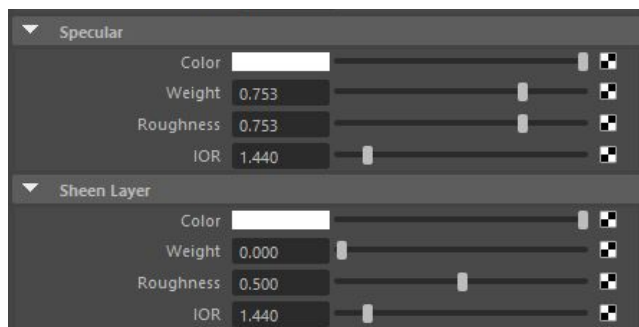 Specular
Color
Weight 0.753
Roughness 0.753
IOR 1.440
Sheen Layer
Color
Weight 0.000
Roughness 0.500
IOR 1.440